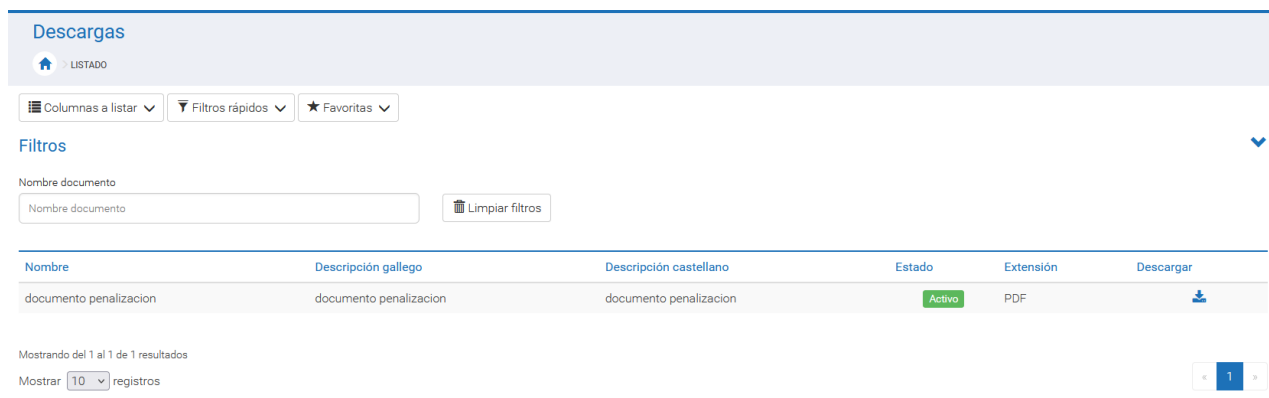 Descargas
LISTADO
Columnas a listar Filtros rápidos Favoritas
Filtros
Nombre documento
Nombre documento Limpiar filtros
Nombre Descripción gallego Descripción castellano Estado Extensión Descargar
documento penalizacion documento penalizacion documento penalizacion Activo PDF
Mostrando del 1 al 1 de 1 resultados
Mostrar 10 registros « 1 »